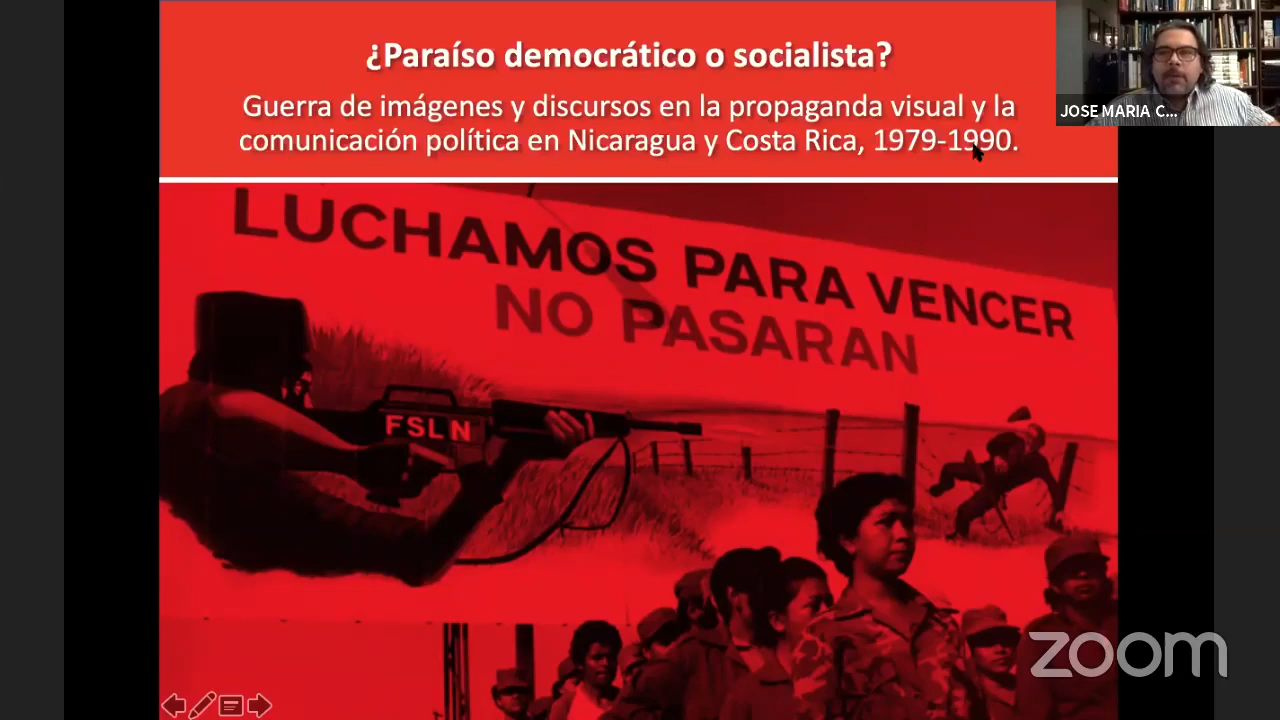 ¿Paraíso democrático o socialista?
Guerra de imágenes y discursos en la propaganda visual y la
comunicación política en Nicaragua y Costa Rica, 1979-1990.
JOSE MARIA C...
LUCHAMOS PARA VENCER
NO PASARAN
FSLN
zoom